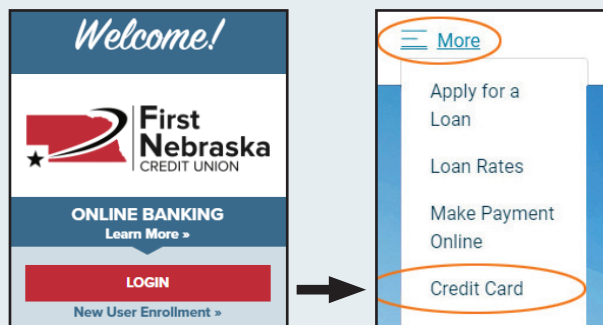 Welcome!
First
Nebraska
CREDIT UNION
ONLINE BANKING
Learn More »
LOGIN
New User Enrollment »
More
Apply for a
Loan
Loan Rates
Make Payment
Online
Credit Card